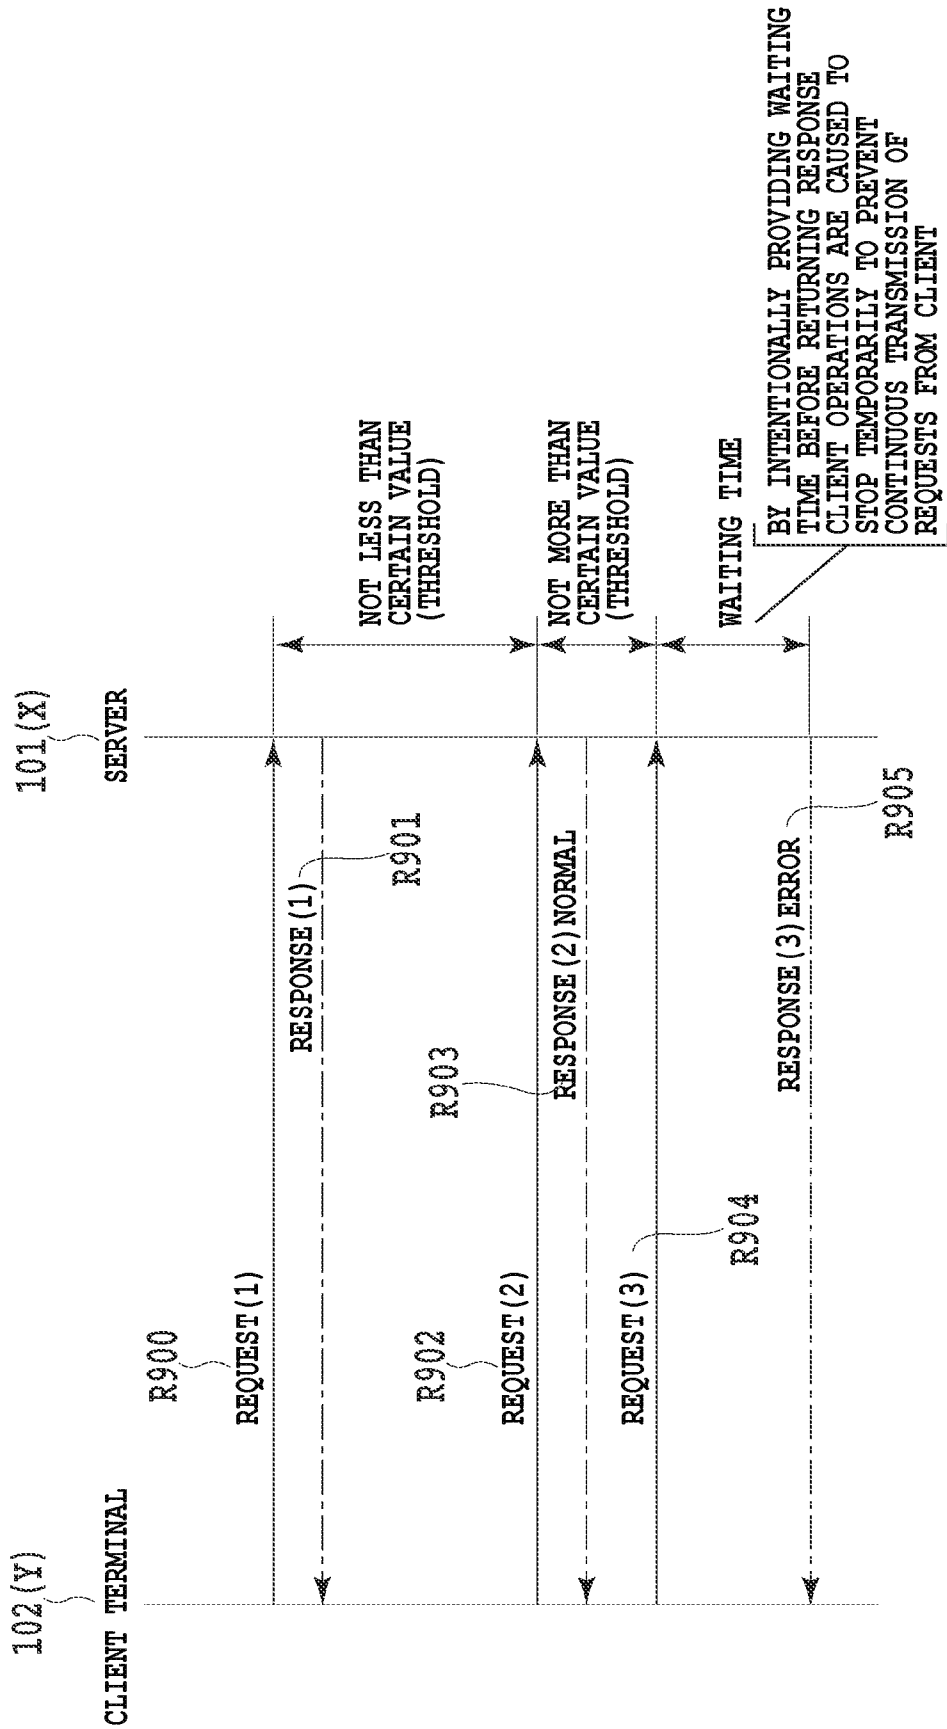 102(Y)
CLIENT TERMINAL
101(X)
SERVER
R900
REQUEST(1)
RESPONSE(1)
R901
NOT LESS THAN
CERTAIN VALUE
(THRESHOLD)
R902
REQUEST(2)
R903
RESPONSE(2)NORMAL
NOT MORE THAN
CERTAIN VALUE
(THRESHOLD)
REQUEST(3)
R904
WAITING TIME
RESPONSE(3)ERROR
R905
BY INTENTIONALLY PROVIDING WAITING
TIME BEFORE RETURNING RESPONSE
CLIENT OPERATIONS ARE CAUSED TO
STOP TEMPORARILY TO PREVENT
CONTINUOUS TRANSMISSION OF
REQUESTS FROM CLIENT